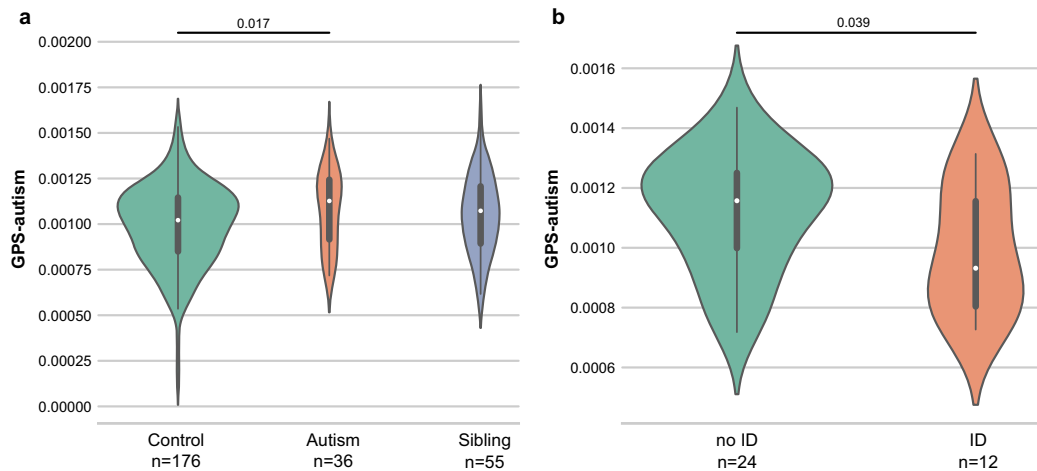 a
0.017
GPS-autism
0.00200
0.00175
0.00150
0.00125
0.00100
0.00075
0.00050
0.00025
0.00000
Control
n=176
Autism
n=36
Sibling
n=55
b
0.039
GPS-autism
0.0016
0.0014
0.0012
0.0010
0.0008
0.0006
no ID
n=24
ID
n=12